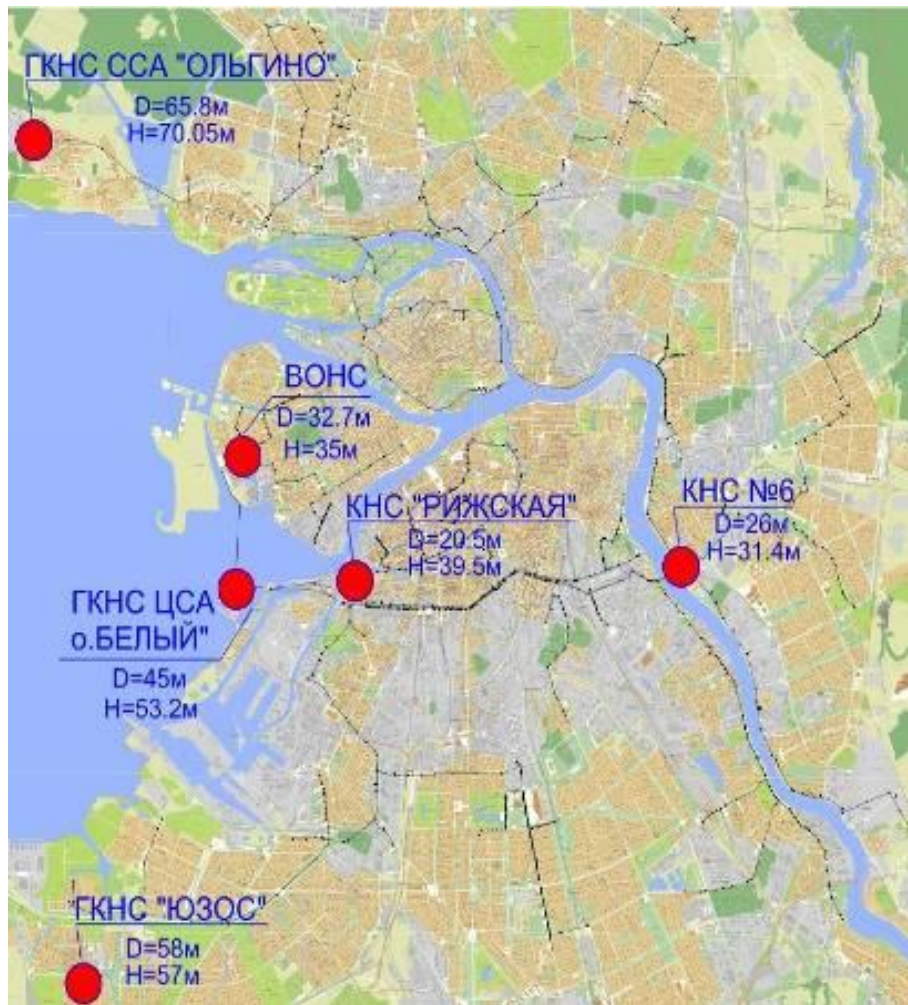 ГКНС ССА "ОЛЬГИНО"
D=65.8м
H=70.05м
ВОНС
D=32.7м
H=35м
КНС "РИЖСКАЯ"
D=20.5м
H=39.5м
КНС №6
D=26м
H=31.4м
ГКНС ЦСА
о.БЕЛЫЙ"
D=45м
H=53.2м
ГКНС "ЮЗОС"
D=58м
H=57м